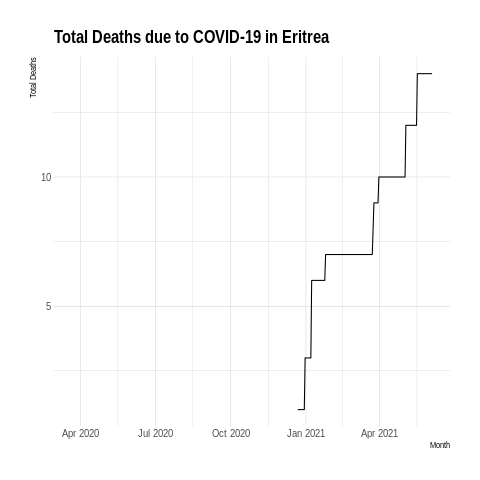 Total Deaths due to COVID-19 in Eritrea
Total Deaths
10
5
Apr 2020 Jul 2020 Oct 2020 Jan 2021 Apr 2021
Month